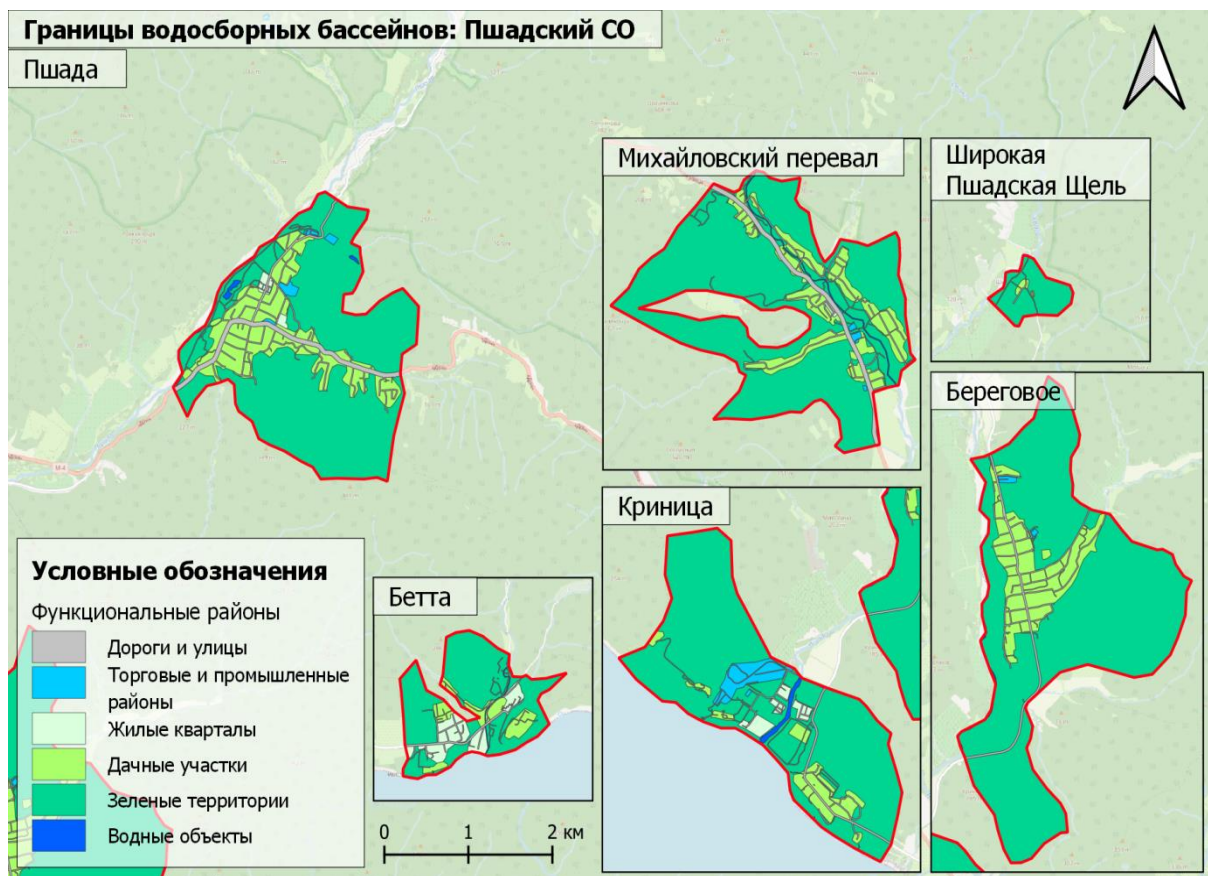 Границы водосборных бассейнов: Пшадский СО
Пшада
Михайловский перевал
Широкая
Пшадская Щель
Береговое
Криница
Бетта
Условные обозначения
Функциональные районы
Дороги и улицы
Торговые и промышленные
районы
Жилые кварталы
Дачные участки
Зеленые территории
Водные объекты
0 1 2 км
М-4